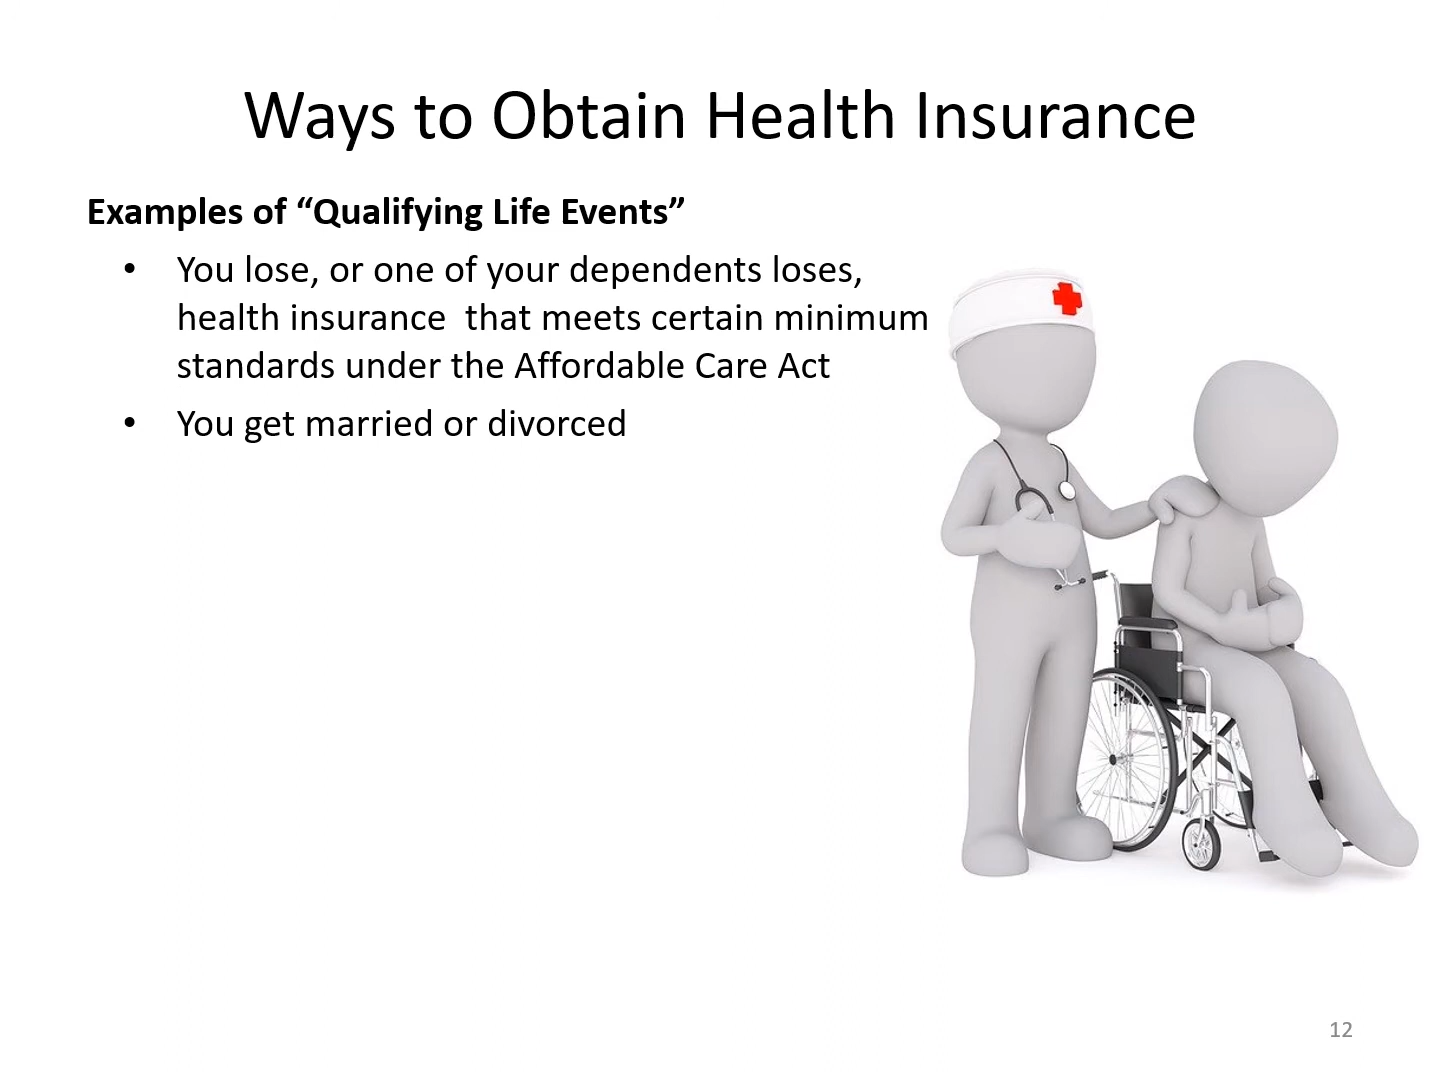 Ways to Obtain Health Insurance
Examples of “Qualifying Life Events”
• You lose, or one of your dependents loses,
health insurance  that meets certain minimum
standards under the Affordable Care Act
• You get married or divorced
12